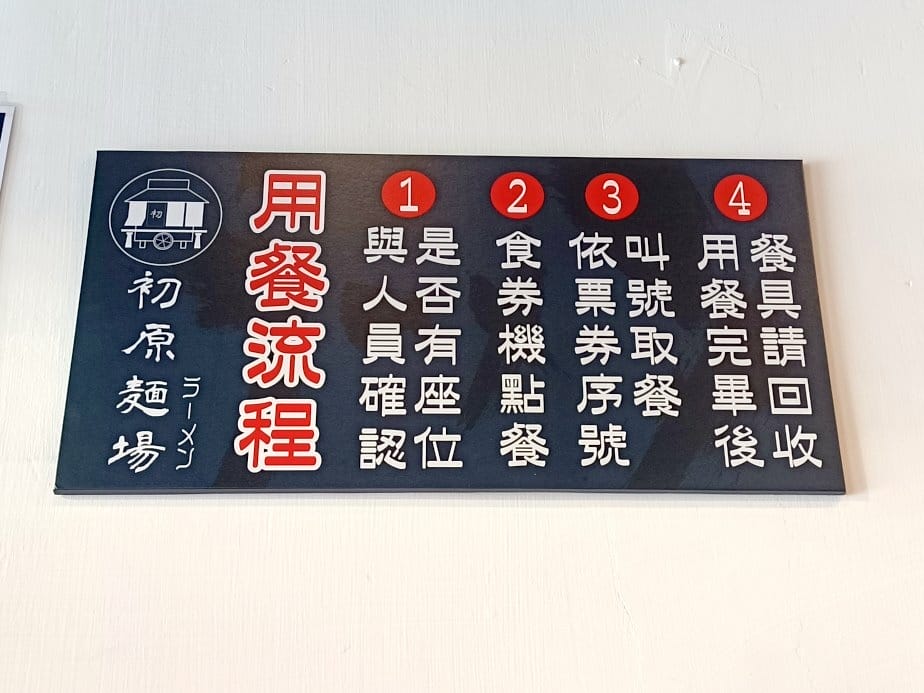 初
初原麵場
ラーメン
用餐流程
1
與人員確認
是否有座位
2
食券機點餐
3
依票券序號
叫號取餐
4
用餐完畢後
餐具請回收